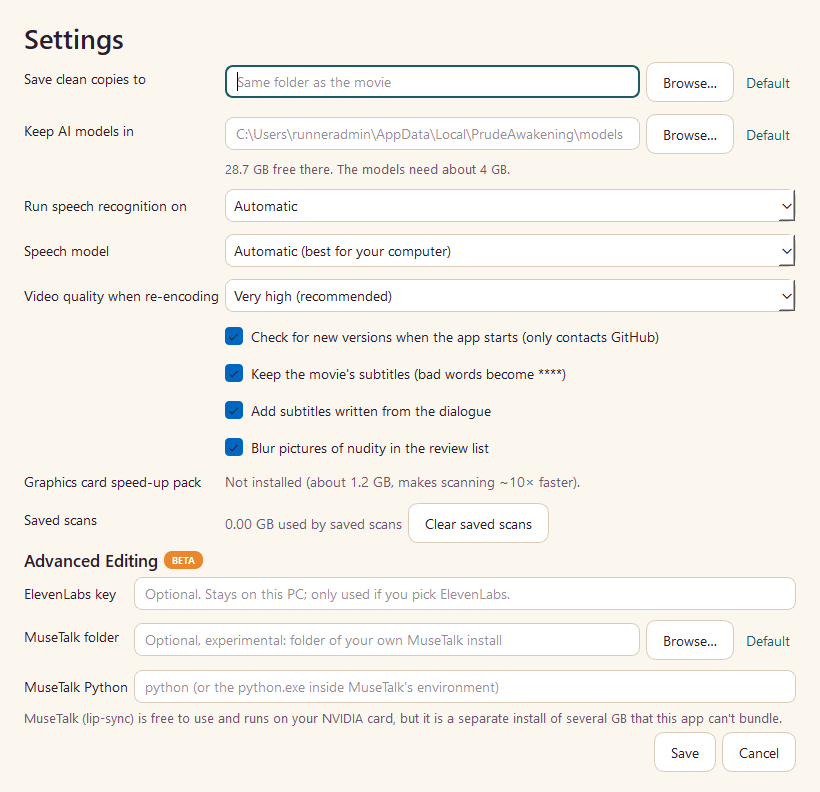 Settings
Save clean copies to
Same folder as the movie
Browse...
Default
Keep AI models in
C:\Users\runneradmin\AppData\Local\PrudeAwakening\models
Browse...
Default
28.7 GB free there. The models need about 4 GB.
Run speech recognition on
Automatic
Speech model
Automatic (best for your computer)
Video quality when re-encoding
Very high (recommended)
Check for new versions when the app starts (only contacts GitHub)
Keep the movie's subtitles (bad words become ****)
Add subtitles written from the dialogue
Blur pictures of nudity in the review list
Graphics card speed-up pack
Not installed (about 1.2 GB, makes scanning ~10× faster).
Saved scans
0.00 GB used by saved scans
Clear saved scans
Advanced Editing BETA
ElevenLabs key
Optional. Stays on this PC; only used if you pick ElevenLabs.
MuseTalk folder
Optional, experimental: folder of your own MuseTalk install
Browse...
Default
MuseTalk Python
python (or the python.exe inside MuseTalk's environment)
MuseTalk (lip-sync) is free to use and runs on your NVIDIA card, but it is a separate install of several GB that this app can't bundle.
Save
Cancel